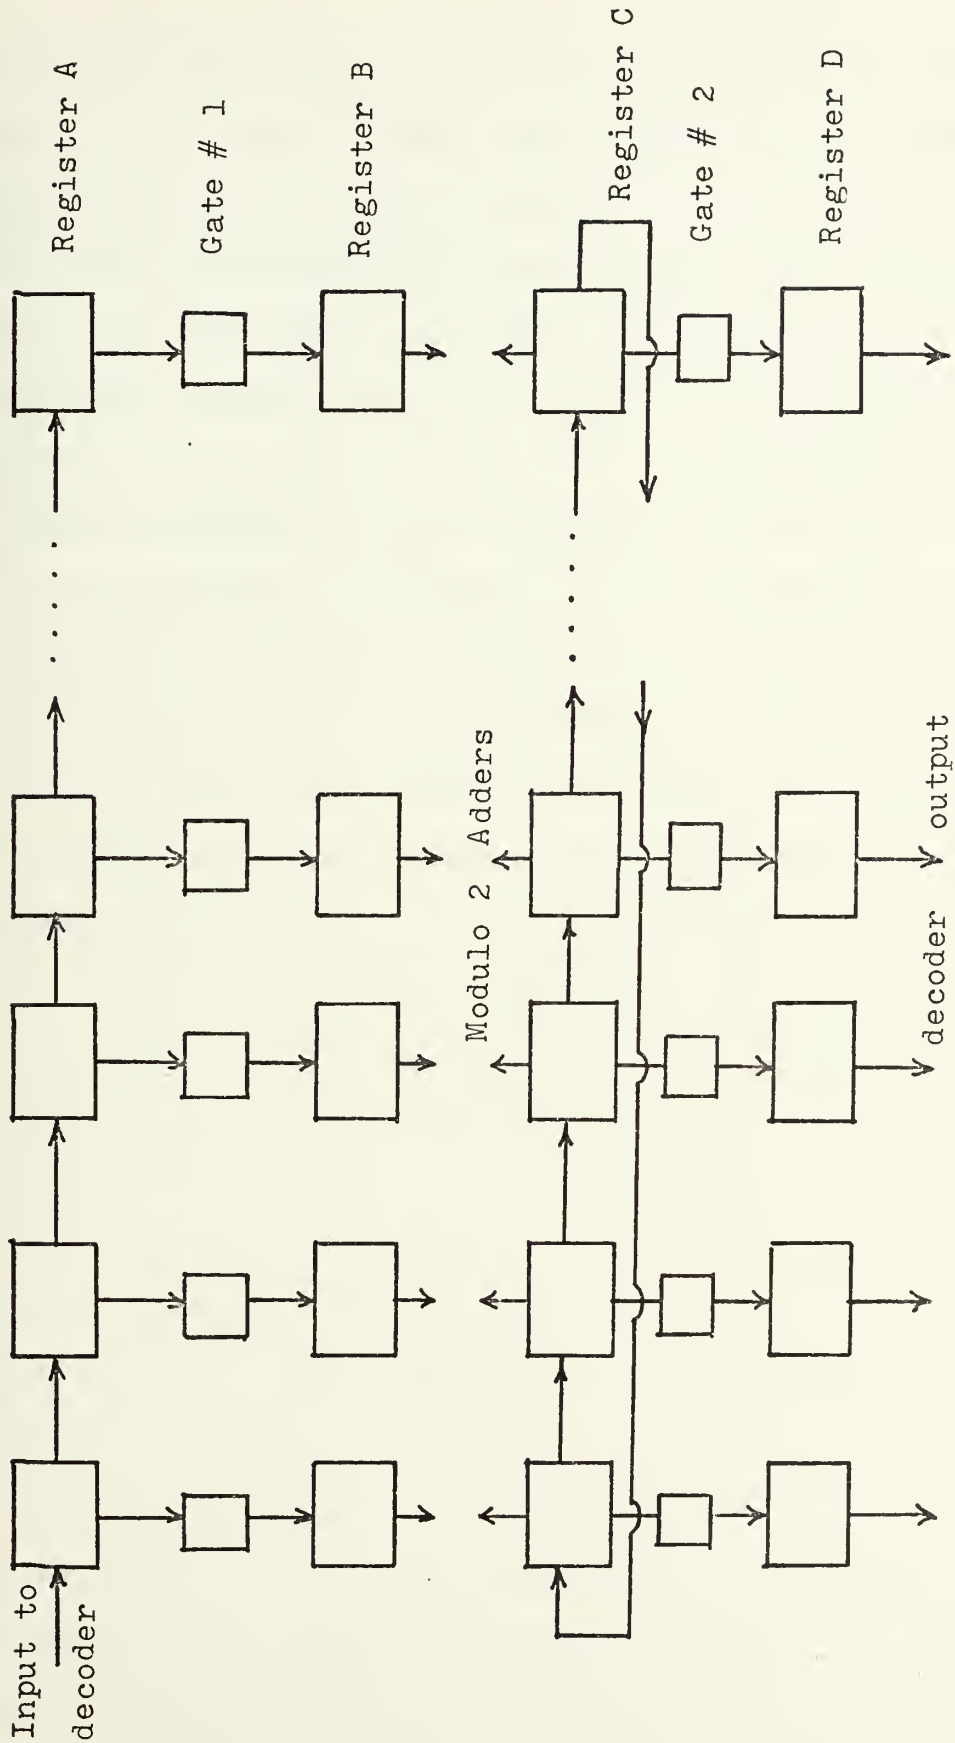 Input to
decoder
Register A
Gate # 1
Register B
Modulo 2 Adders
Register C
Gate # 2
Register D
decoder output